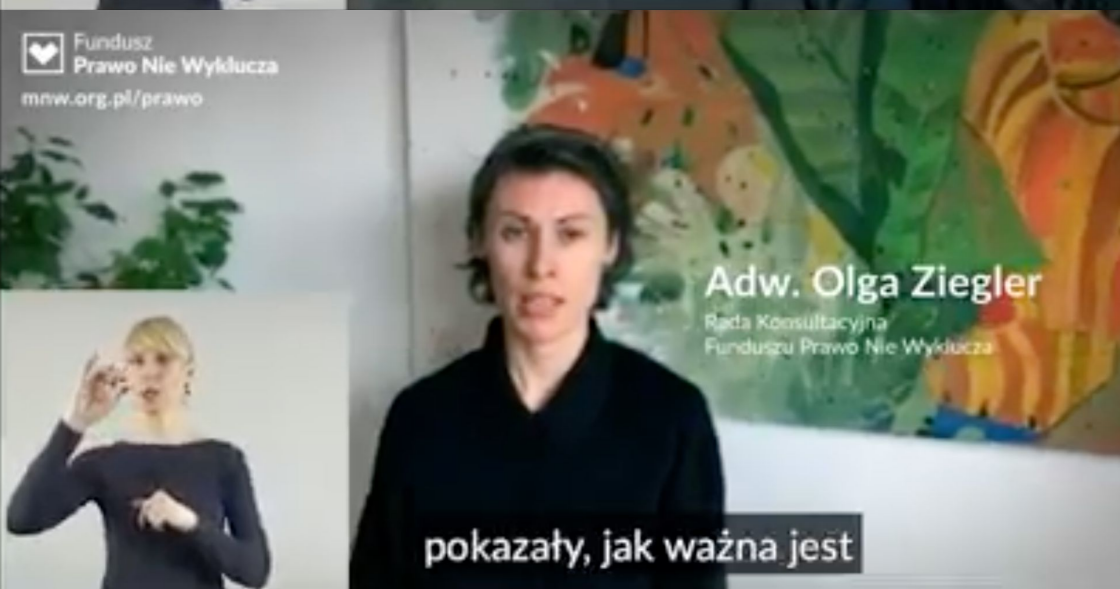 Fundusz
Prawo Nie Wyklucza
mnw.org.pl/prawo
Adw. Olga Ziegler
Rada Konsultacyjna
Funduszu Prawo Nie Wyklucza
pokazały, jak ważna jest